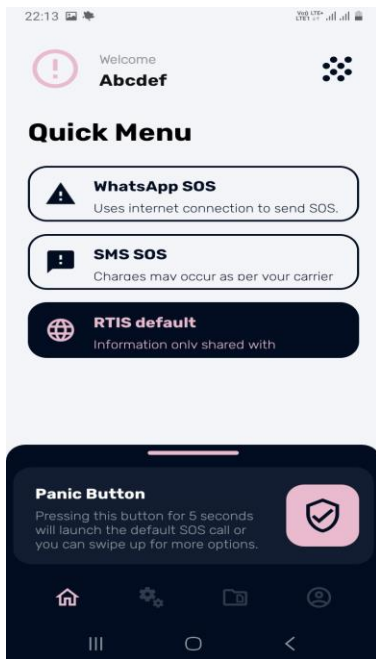 22:13
Welcome
Abcdef
Quick Menu
WhatsApp SOS
Uses internet connection to send SOS.
SMS SOS
Charges may occur as per your carrier
RTIS default
Information only shared with
Panic Button
Pressing this button for 5 seconds
will launch the default SOS call or
you can swipe up for more options.